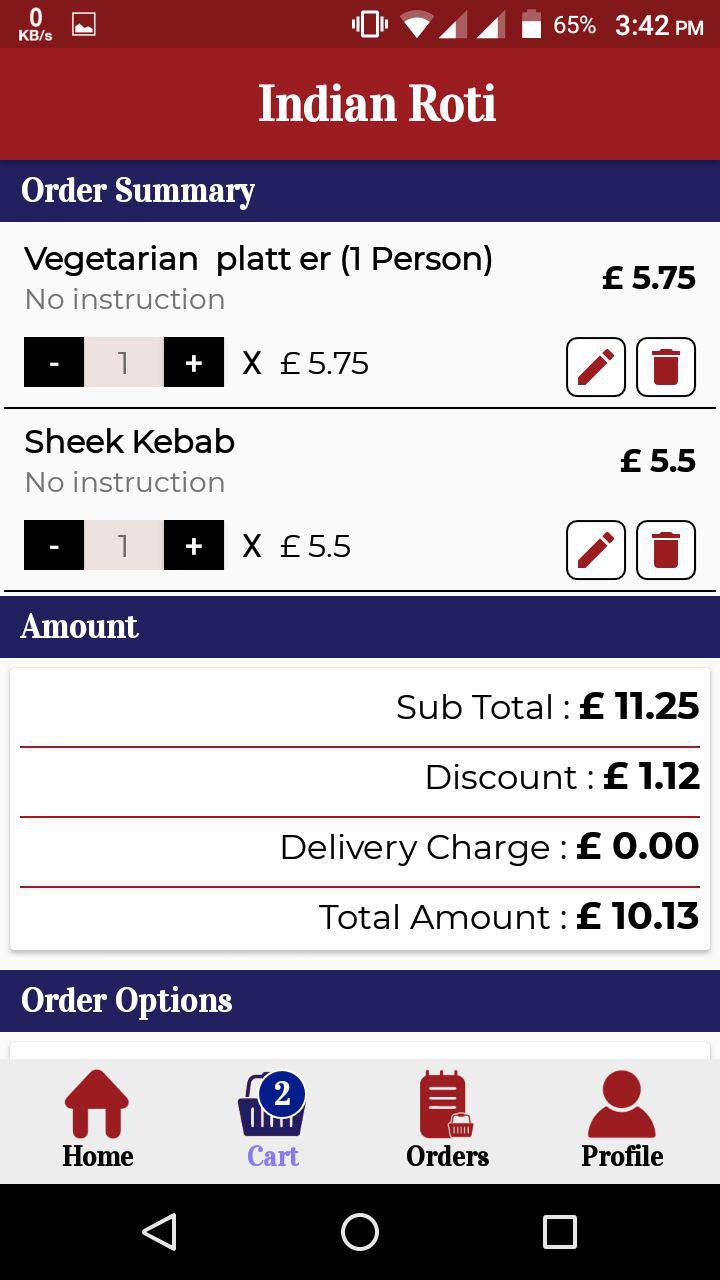 0
KB/s
65% 3:42 PM
Indian Roti
Order Summary
Vegetarian  platt er (1 Person)
£ 5.75
No instruction
- 1 + X £ 5.75
Sheek Kebab
£ 5.5
No instruction
- 1 + X £ 5.5
Amount
Sub Total : £ 11.25
Discount : £ 1.12
Delivery Charge : £ 0.00
Total Amount : £ 10.13
Order Options
2
Home Cart Orders Profile